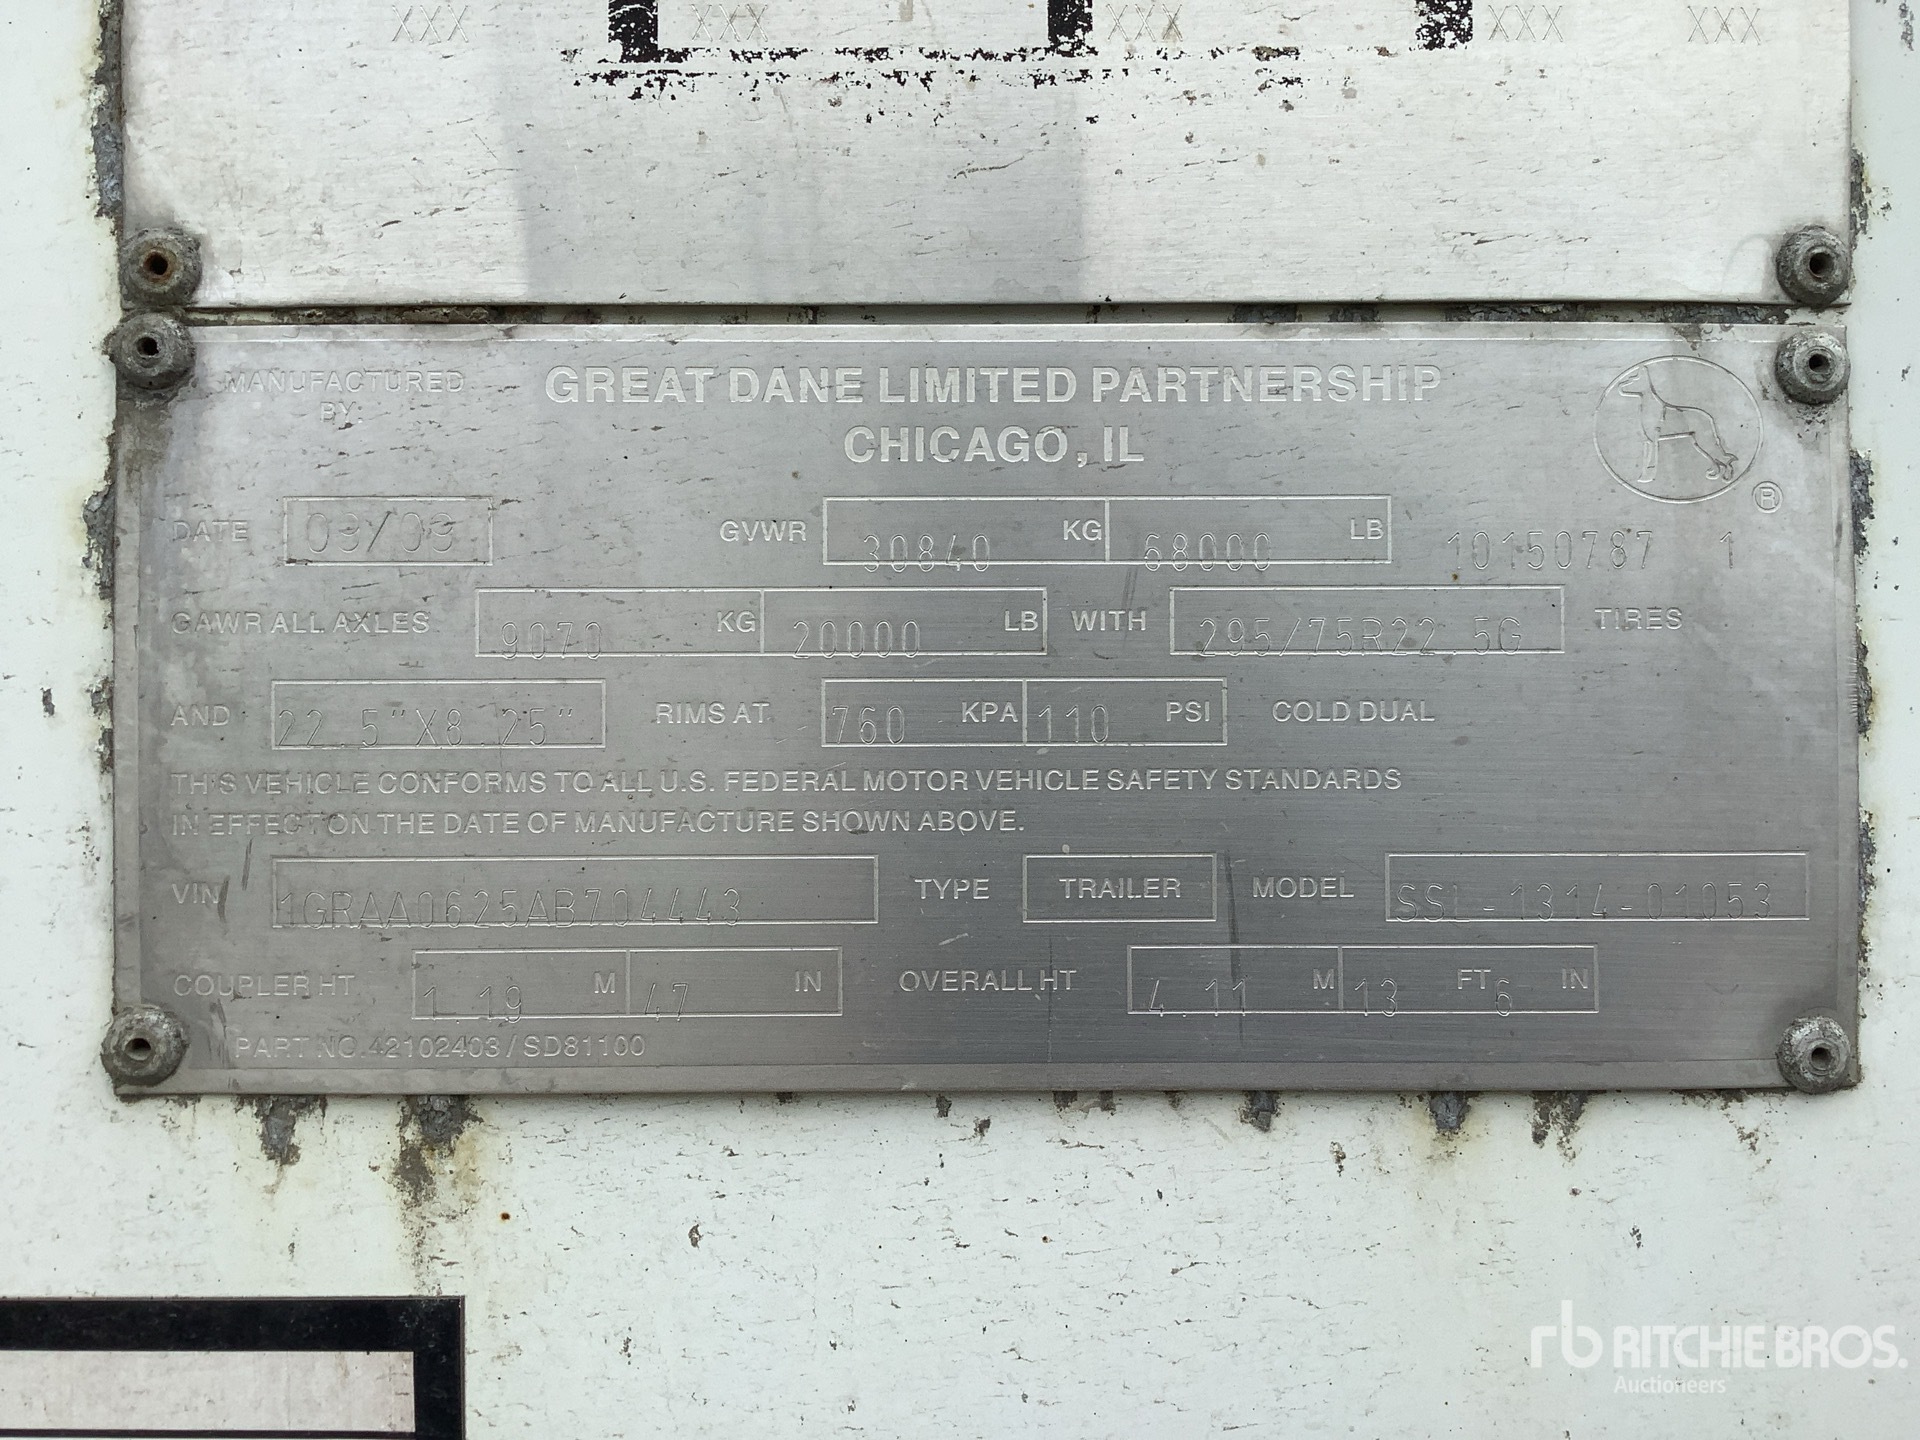 XXX XXX XXX XXX XXX
MANUFACTURED BY: GREAT DANE LIMITED PARTNERSHIP
CHICAGO, IL
®
DATE 09/09 GVWR 30840 KG 68000 LB 10150787 1
GAWR ALL AXLES 9070 KG 20000 LB WITH 295/75R22.5G TIRES
AND 22.5"X8.25" RIMS AT 760 KPA 110 PSI COLD DUAL
THIS VEHICLE CONFORMS TO ALL U.S. FEDERAL MOTOR VEHICLE SAFETY STANDARDS
IN EFFECT ON THE DATE OF MANUFACTURE SHOWN ABOVE.
VIN 1GRAA0625AB704443 TYPE TRAILER MODEL SSL-1314-01053
COUPLER HT 1.19 M 47 IN OVERALL HT 4.11 M 13 FT 6 IN
PART NO. 42102403 / SD81100
rb RITCHIE BROS.
Auctioneers